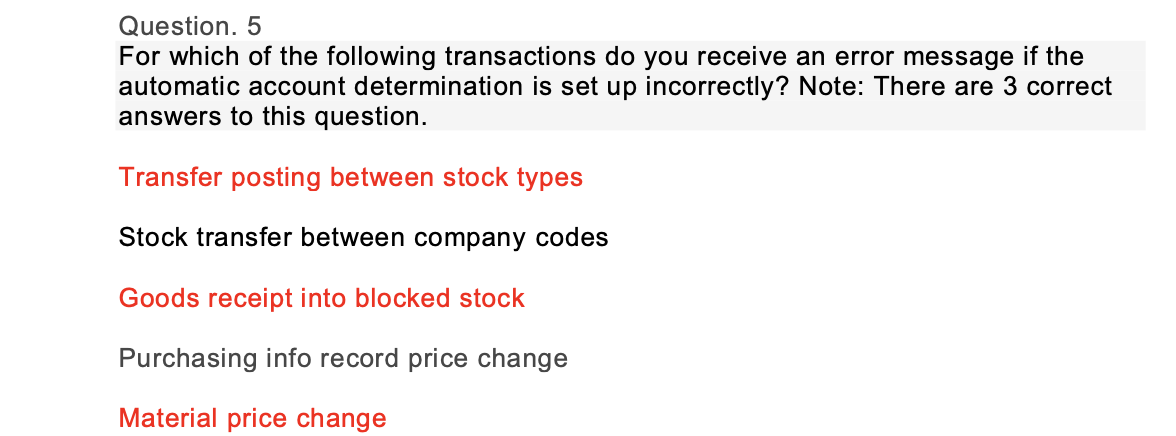 Question. 5
For which of the following transactions do you receive an error message if the
automatic account determination is set up incorrectly? Note: There are 3 correct
answers to this question.
Transfer posting between stock types
Stock transfer between company codes
Goods receipt into blocked stock
Purchasing info record price change
Material price change